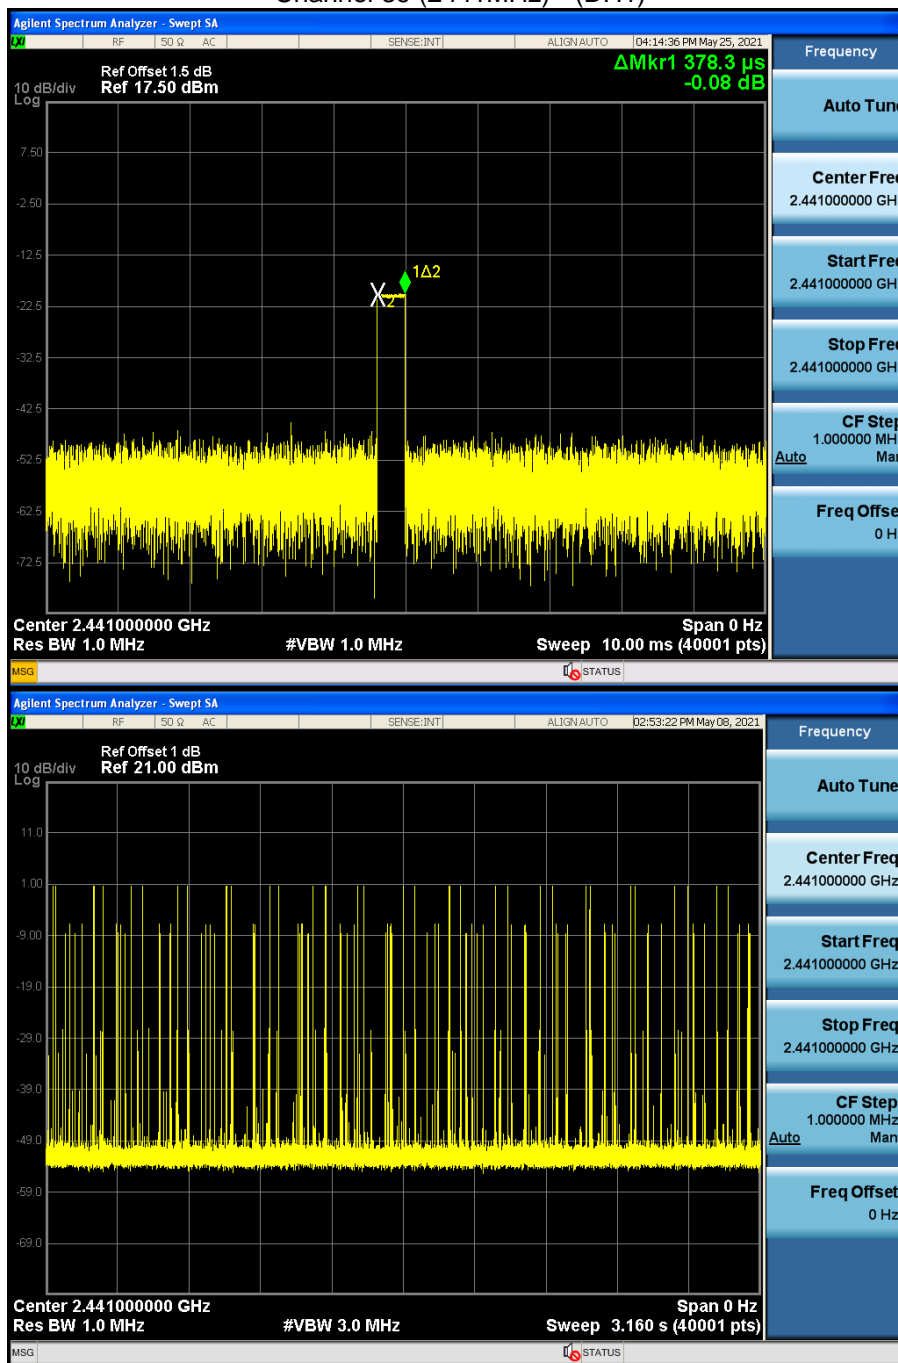 Agilent Spectrum Analyzer - Swept SA
LXI RF 50 Ω AC SENSE:INT ALIGN AUTO 04:14:36 PM May 25, 2021
Frequency
ΔMkr1 378.3 µs
-0.08 dB
Ref Offset 1.5 dB
10 dB/div Ref 17.50 dBm
Log
Auto Tun
7.50
Center Fre
2.441000000 GH
-2.50
-12.5
Start Fre
2.441000000 GH
1Δ2
X2
-22.5
Stop Fre
2.441000000 GH
-32.5
-42.5
CF Step
1.000000 MH
Auto Ma
-52.5
-62.5
Freq Offse
0 H
-72.5
Center 2.441000000 GHz Span 0 Hz
Res BW 1.0 MHz #VBW 1.0 MHz Sweep 10.00 ms (40001 pts)
MSG STATUS
Agilent Spectrum Analyzer - Swept SA
LXI RF 50 Ω AC SENSE:INT ALIGN AUTO 02:53:22 PM May 08, 2021
Frequency
Ref Offset 1 dB
10 dB/div Ref 21.00 dBm
Log
Auto Tune
11.0
Center Freq
2.441000000 GHz
1.00
-9.00
Start Freq
2.441000000 GHz
-19.0
-29.0
Stop Freq
2.441000000 GHz
-39.0
CF Step
1.000000 MHz
Auto Man
-49.0
-59.0
Freq Offset
0 Hz
-69.0
Center 2.441000000 GHz Span 0 Hz
Res BW 1.0 MHz #VBW 3.0 MHz Sweep 3.160 s (40001 pts)
MSG STATUS